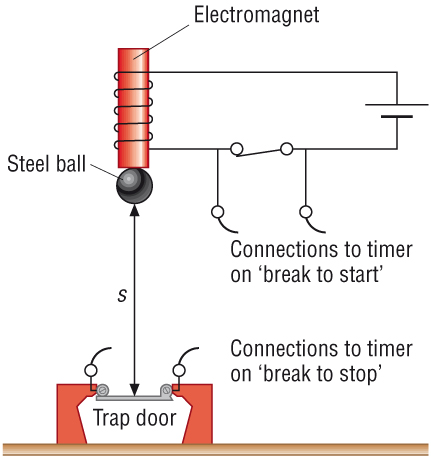 Electromagnet
Steel ball
Connections to timer
on ‘break to start’
s
Connections to timer
on ‘break to stop’
Trap door